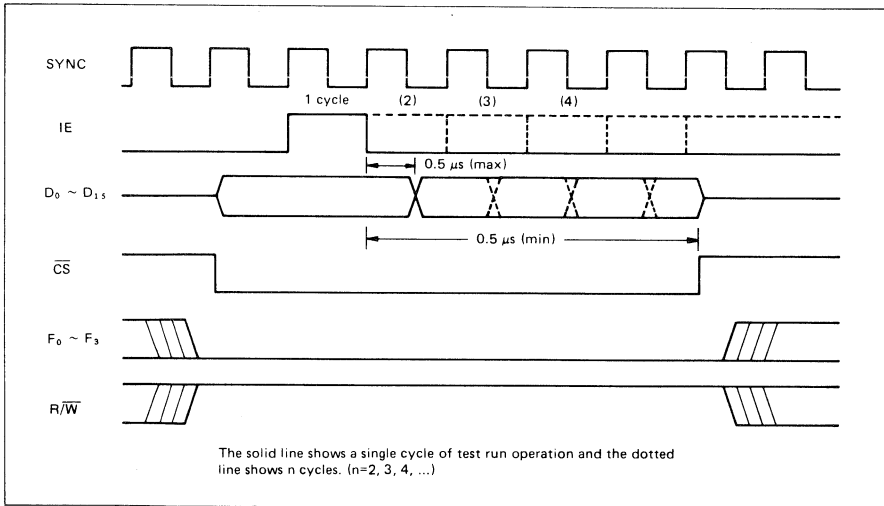 SYNC
1 cycle (2) (3) (4)
IE
0.5 μs (max)
D₀ ~ D₁₅
0.5 μs (min)
C̅S̅
F₀ ~ F₃
R/W̅
The solid line shows a single cycle of test run operation and the dotted
line shows n cycles. (n=2, 3, 4, ...)